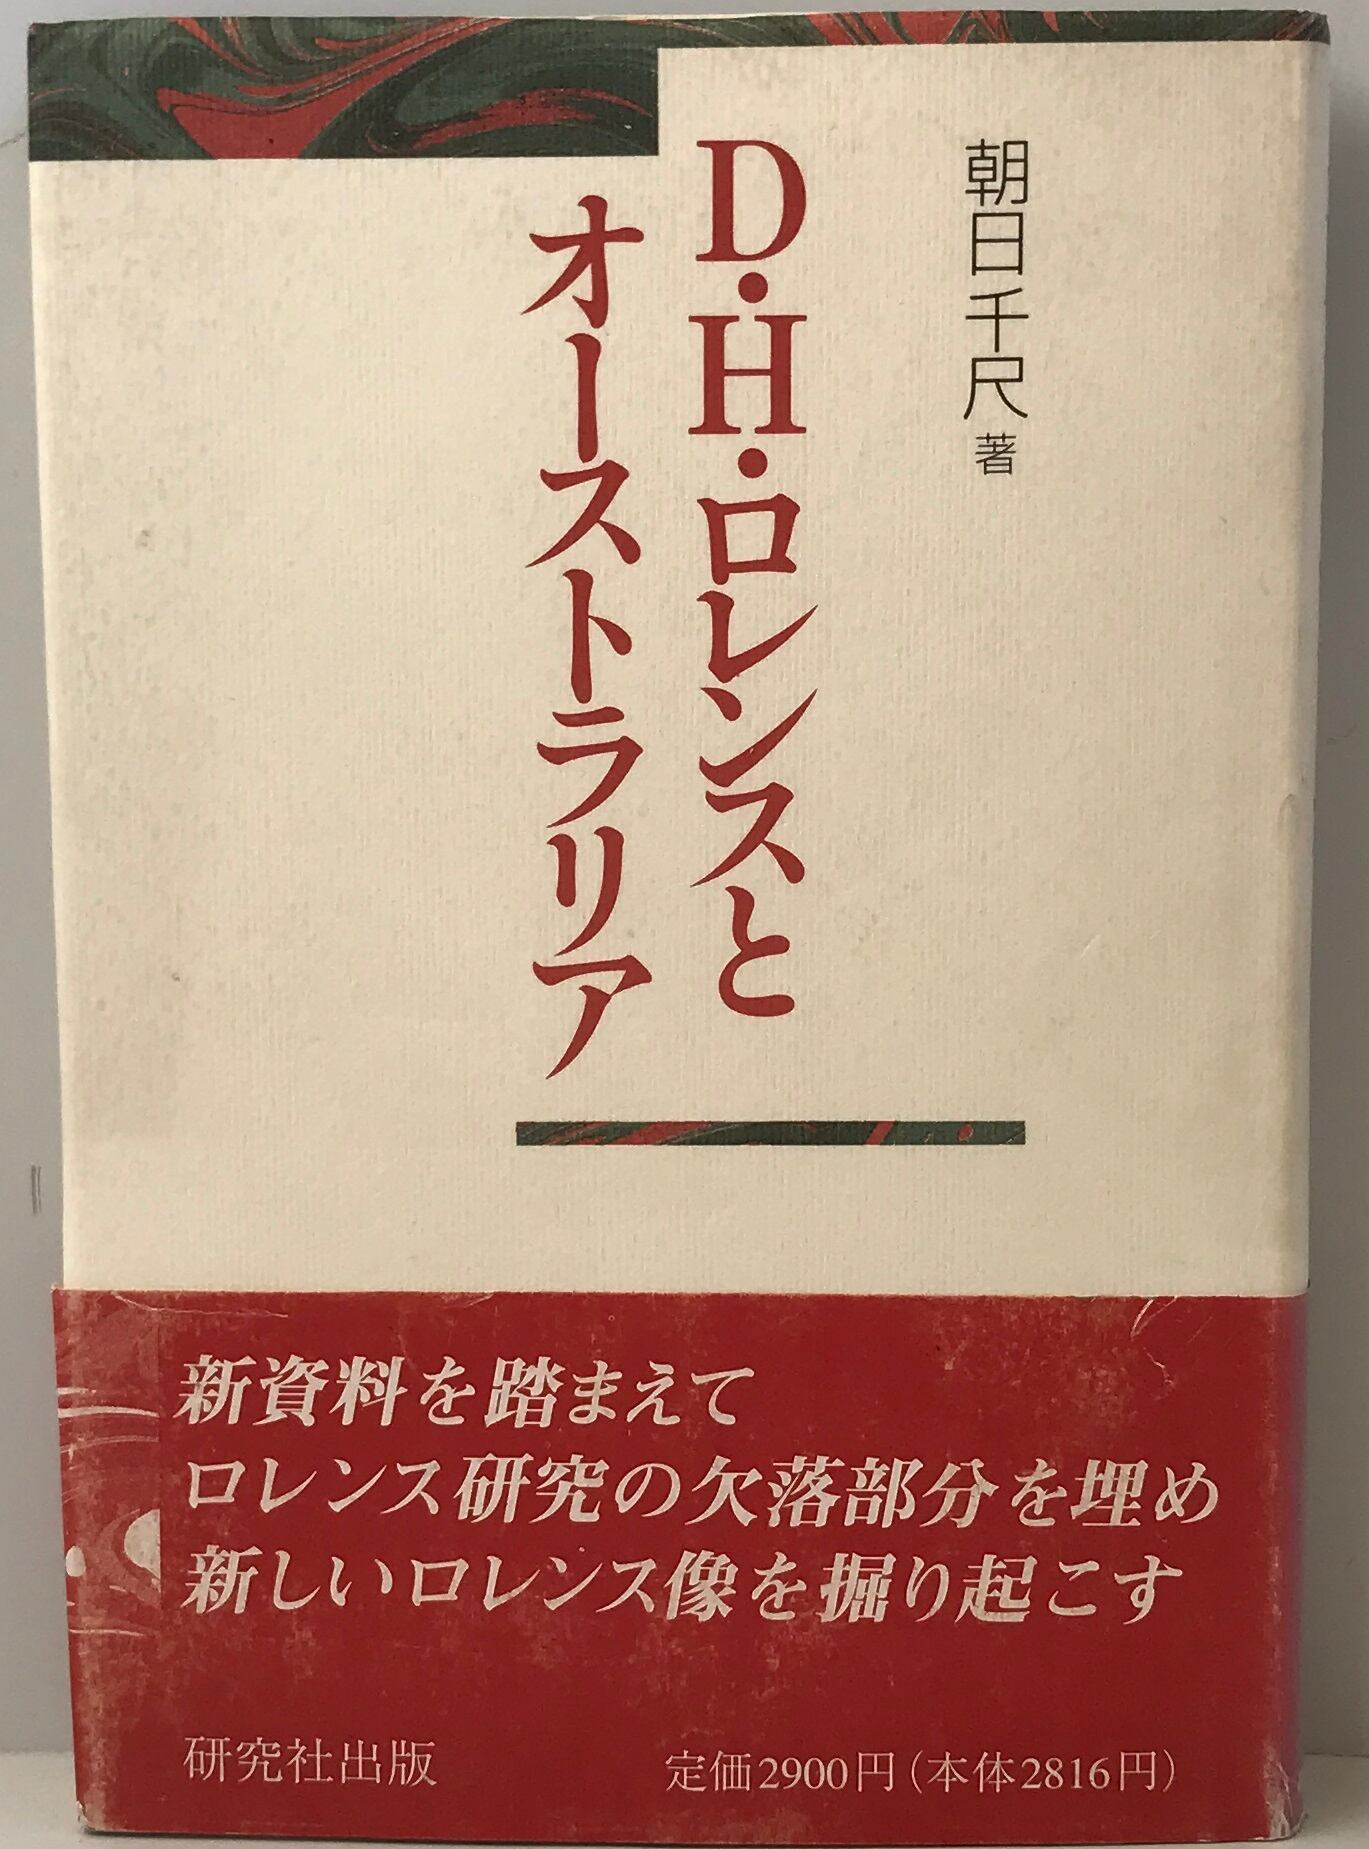 朝日千尺 著
D・H・ロレンスと
オーストラリア
新資料を踏まえて
ロレンス研究の欠落部分を埋め
新しいロレンス像を掘り起こす
研究社出版
定価2900円（本体2816円）